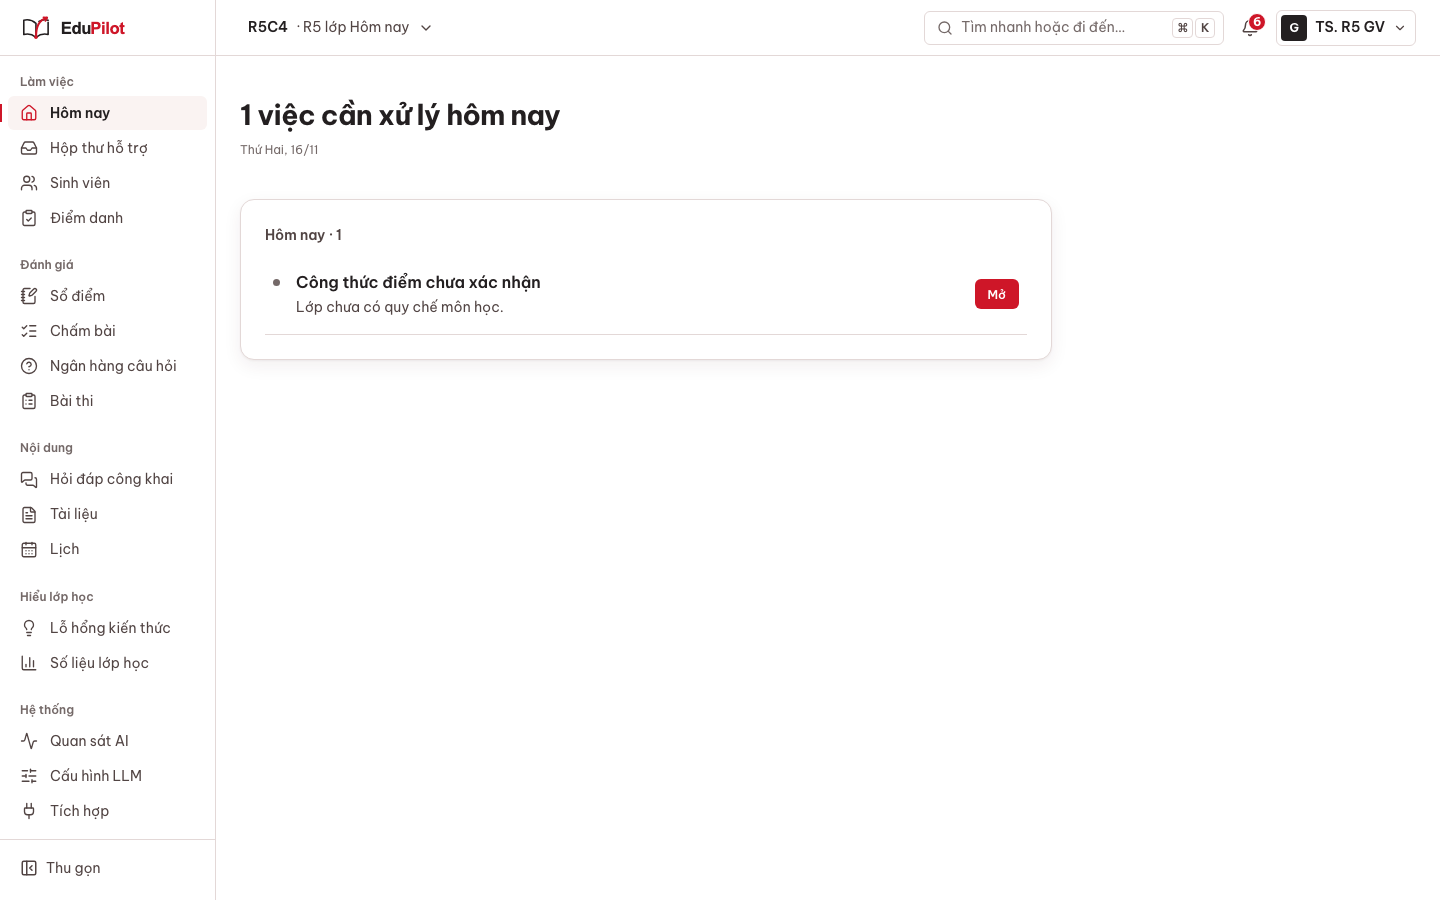 EduPilot
R5C4 · R5 lớp Hôm nay
Tìm nhanh hoặc đi đến...
⌘ K
6
G TS. R5 GV
Làm việc
Hôm nay
Hộp thư hỗ trợ
Sinh viên
Điểm danh
Đánh giá
Sổ điểm
Chấm bài
Ngân hàng câu hỏi
Bài thi
Nội dung
Hỏi đáp công khai
Tài liệu
Lịch
Hiểu lớp học
Lỗ hổng kiến thức
Số liệu lớp học
Hệ thống
Quan sát AI
Cấu hình LLM
Tích hợp
Thu gọn
1 việc cần xử lý hôm nay
Thứ Hai, 16/11
Hôm nay · 1
Công thức điểm chưa xác nhận
Lớp chưa có quy chế môn học.
Mở